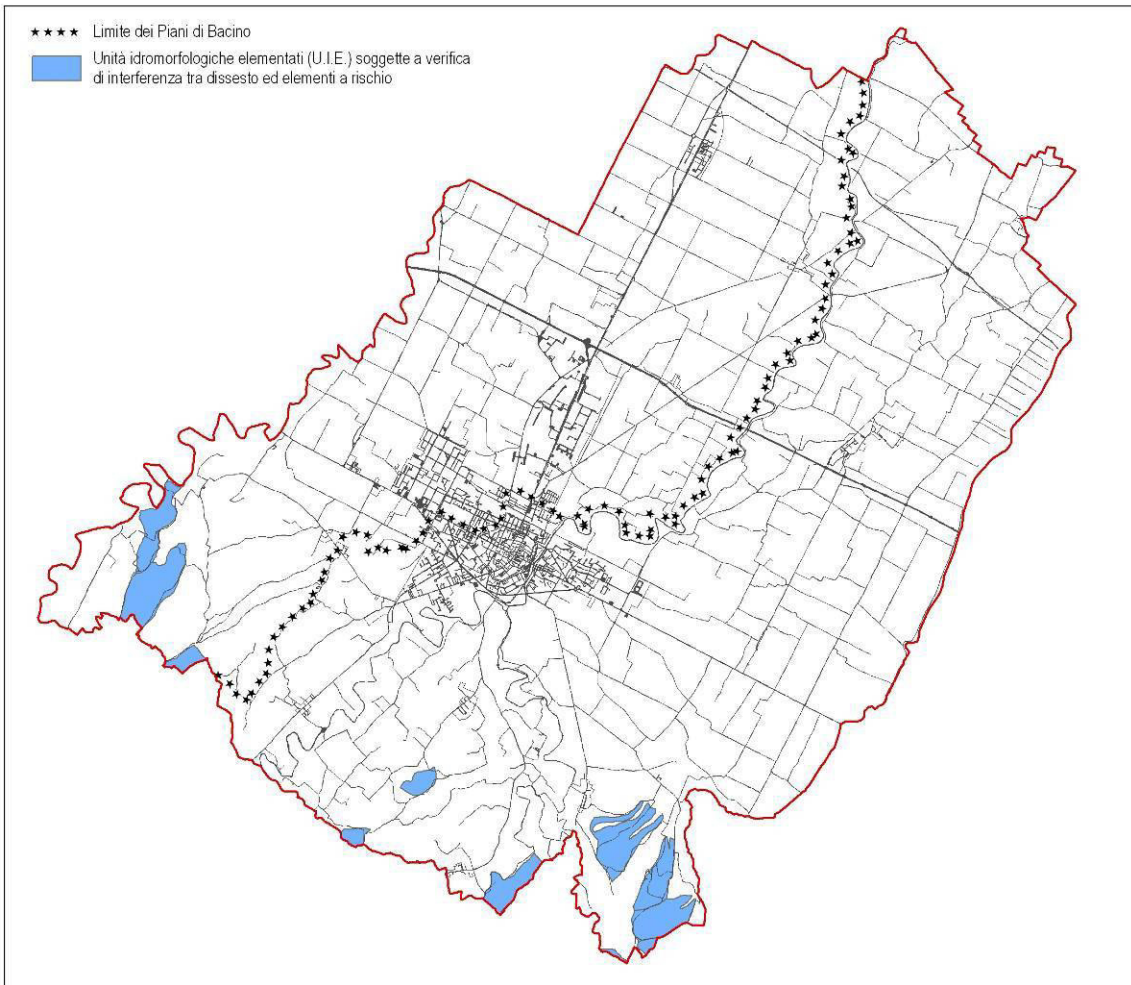 Limite dei Piani di Bacino
Unità idromorfologiche elementati (U.I.E.) soggette a verifica
di interferenza tra dissesto ed elementi a rischio